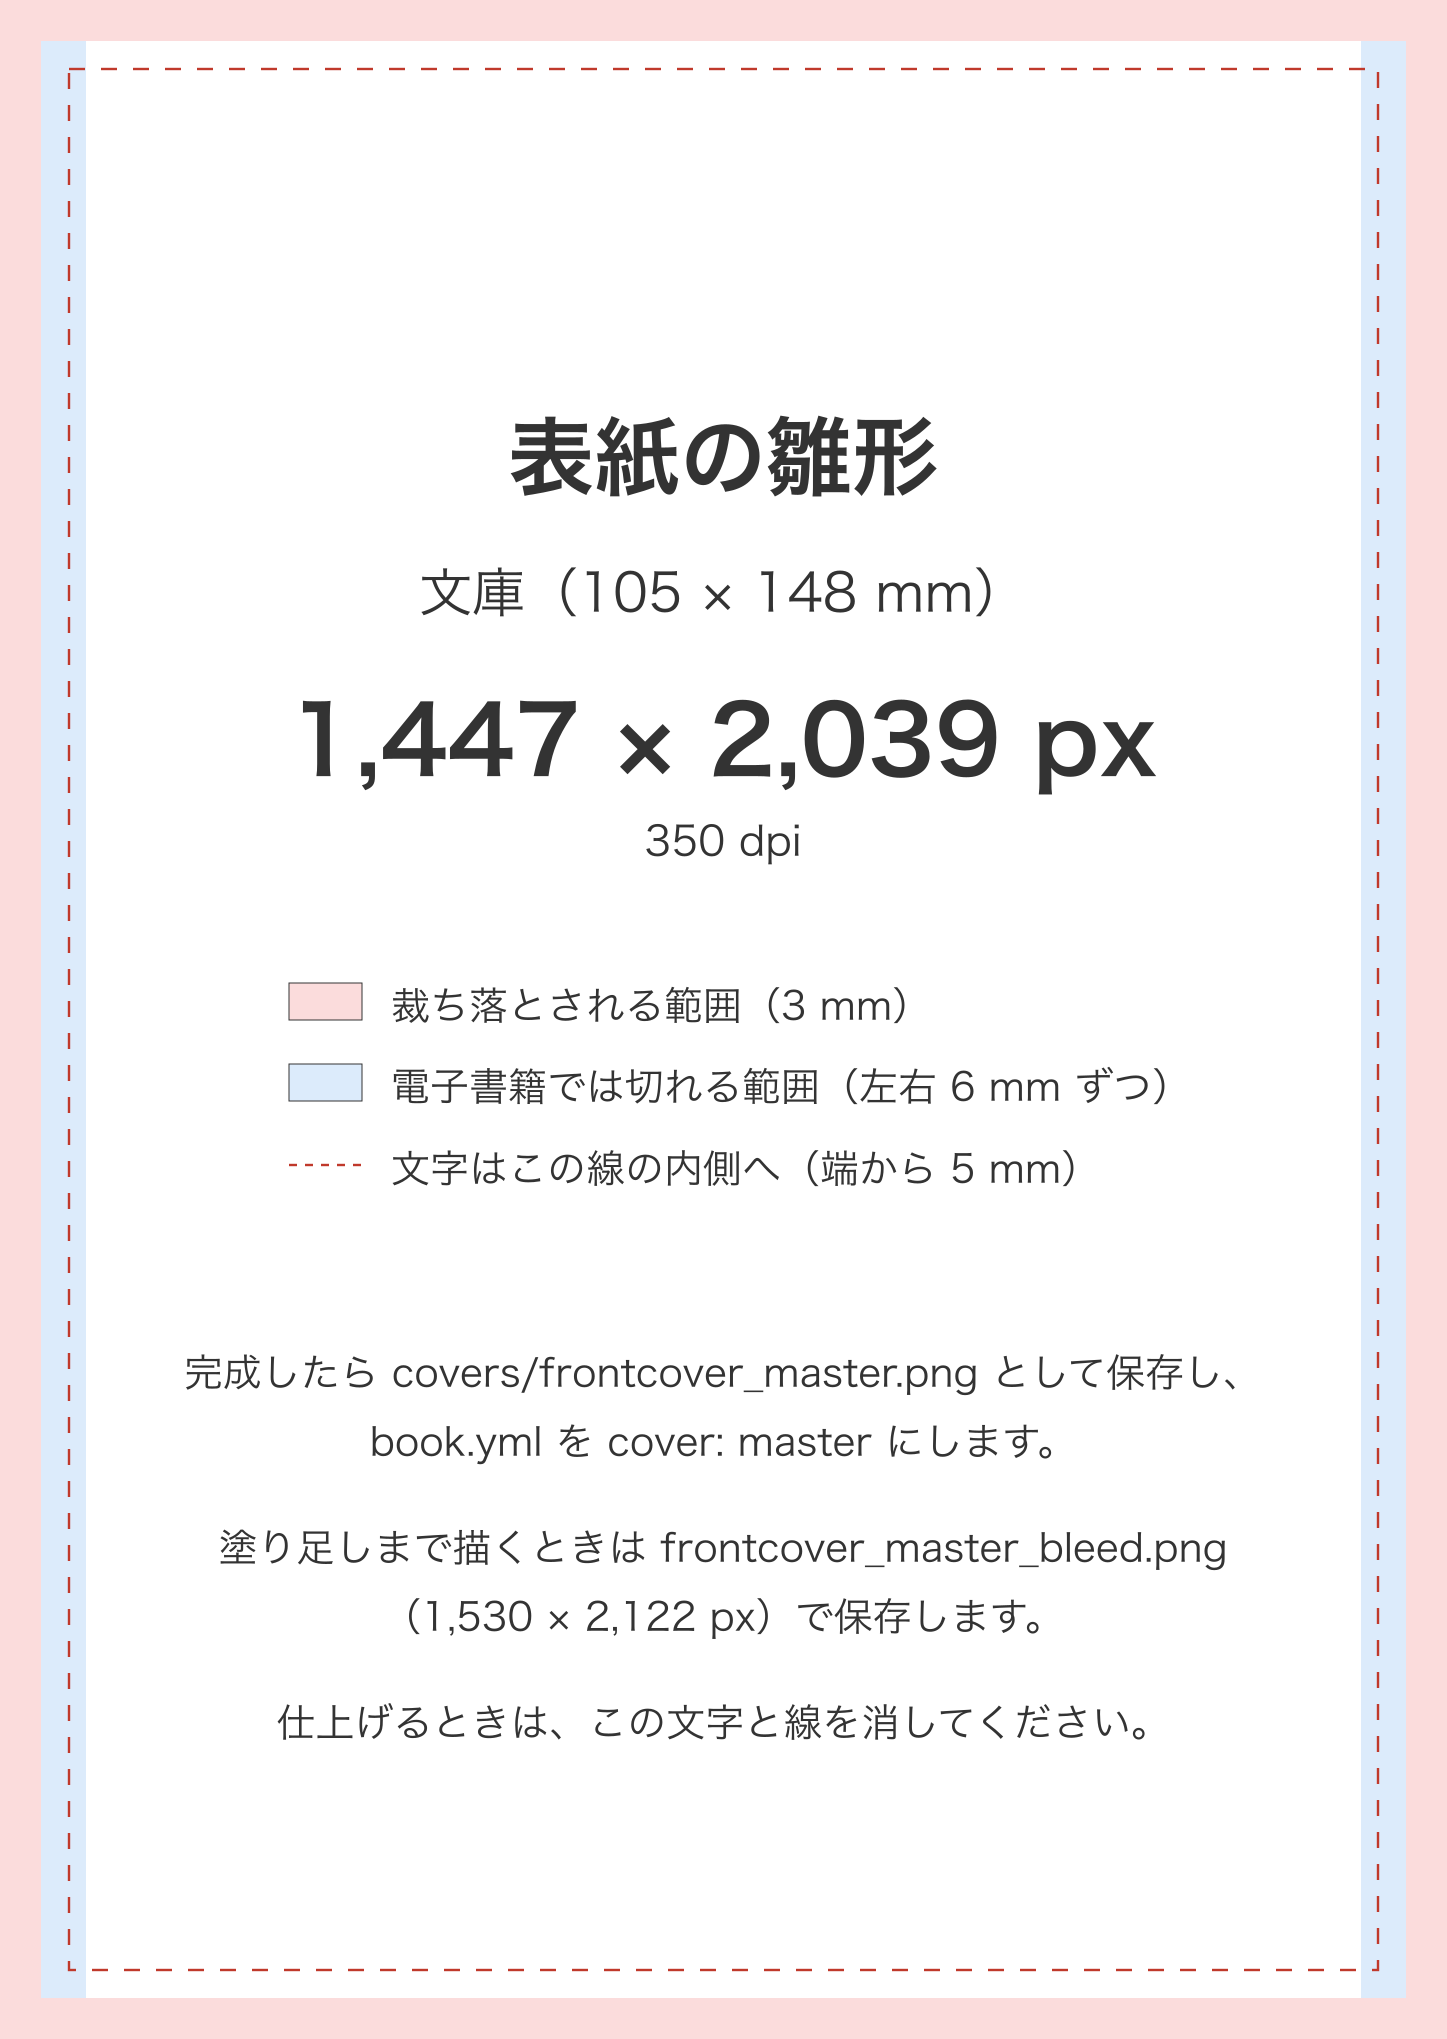 表紙の雛形
文庫（105 × 148 mm）
1,447 × 2,039 px
350 dpi
裁ち落とされる範囲（3 mm）
電子書籍では切れる範囲（左右 6 mm ずつ）
文字はこの線の内側へ（端から 5 mm）
完成したら covers/frontcover_master.png として保存し、
book.yml を cover: master にします。
塗り足しまで描くときは frontcover_master_bleed.png
（1,530 × 2,122 px）で保存します。
仕上げるときは、この文字と線を消してください。